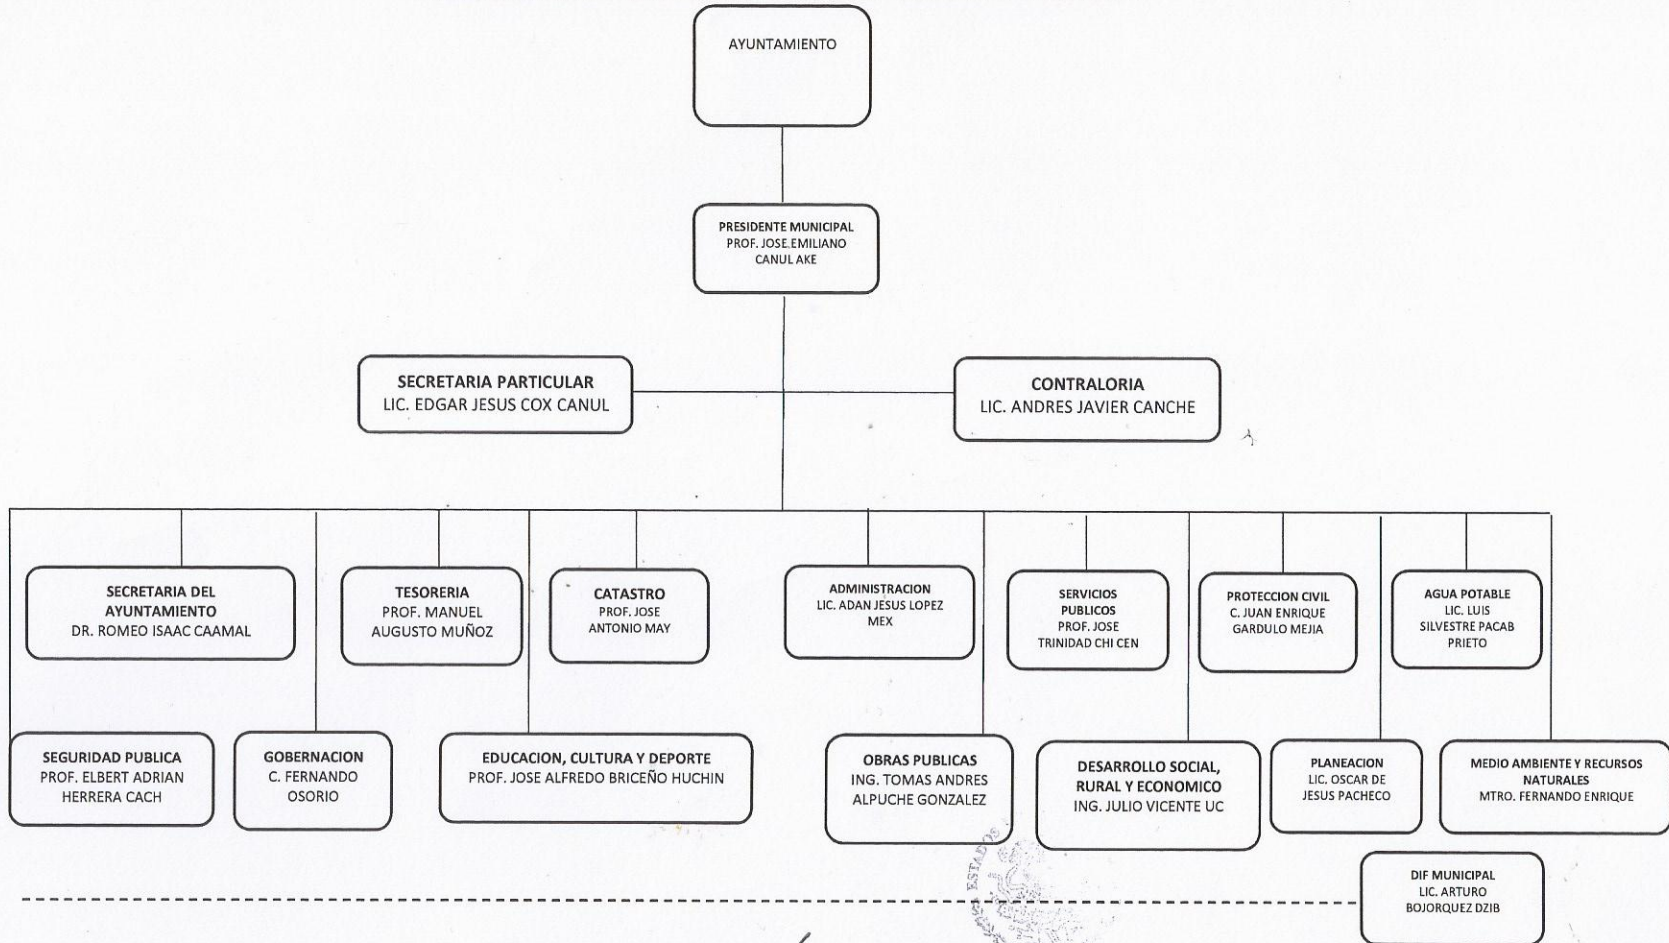 AYUNTAMIENTO
PRESIDENTE MUNICIPAL
PROF. JOSE.EMILIANO
CANUL AKE
SECRETARIA PARTICULAR
LIC. EDGAR JESUS COX CANUL
CONTRALORIA
LIC. ANDRES JAVIER CANCHE
SECRETARIA DEL
AYUNTAMIENTO
DR. ROMEO ISAAC CAAMAL
TESORERIA
PROF. MANUEL
AUGUSTO MUÑOZ
CATASTRO
PROF. JOSE
ANTONIO MAY
ADMINISTRACION
LIC. ADAN JESUS LOPEZ
MEX
SERVICIOS
PUBLICOS
PROF. JOSE
TRINIDAD CHI CEN
PROTECCION CIVIL
C. JUAN ENRIQUE
GARDULO MEJIA
AGUA POTABLE
LIC. LUIS
SILVESTRE PACAB
PRIETO
SEGURIDAD PUBLICA
PROF. ELBERT ADRIAN
HERRERA CACH
GOBERNACION
C. FERNANDO
OSORIO
EDUCACION, CULTURA Y DEPORTE
PROF. JOSE ALFREDO BRICEÑO HUCHIN
OBRAS PUBLICAS
ING. TOMAS ANDRES
ALPUCHE GONZALEZ
DESARROLLO SOCIAL,
RURAL Y ECONOMICO
ING. JULIO VICENTE UC
PLANEACION
LIC. OSCAR DE
JESUS PACHECO
MEDIO AMBIENTE Y RECURSOS
NATURALES
MTRO. FERNANDO ENRIQUE
DIF MUNICIPAL
LIC. ARTURO
BOJORQUEZ DZIB
ESTADOS